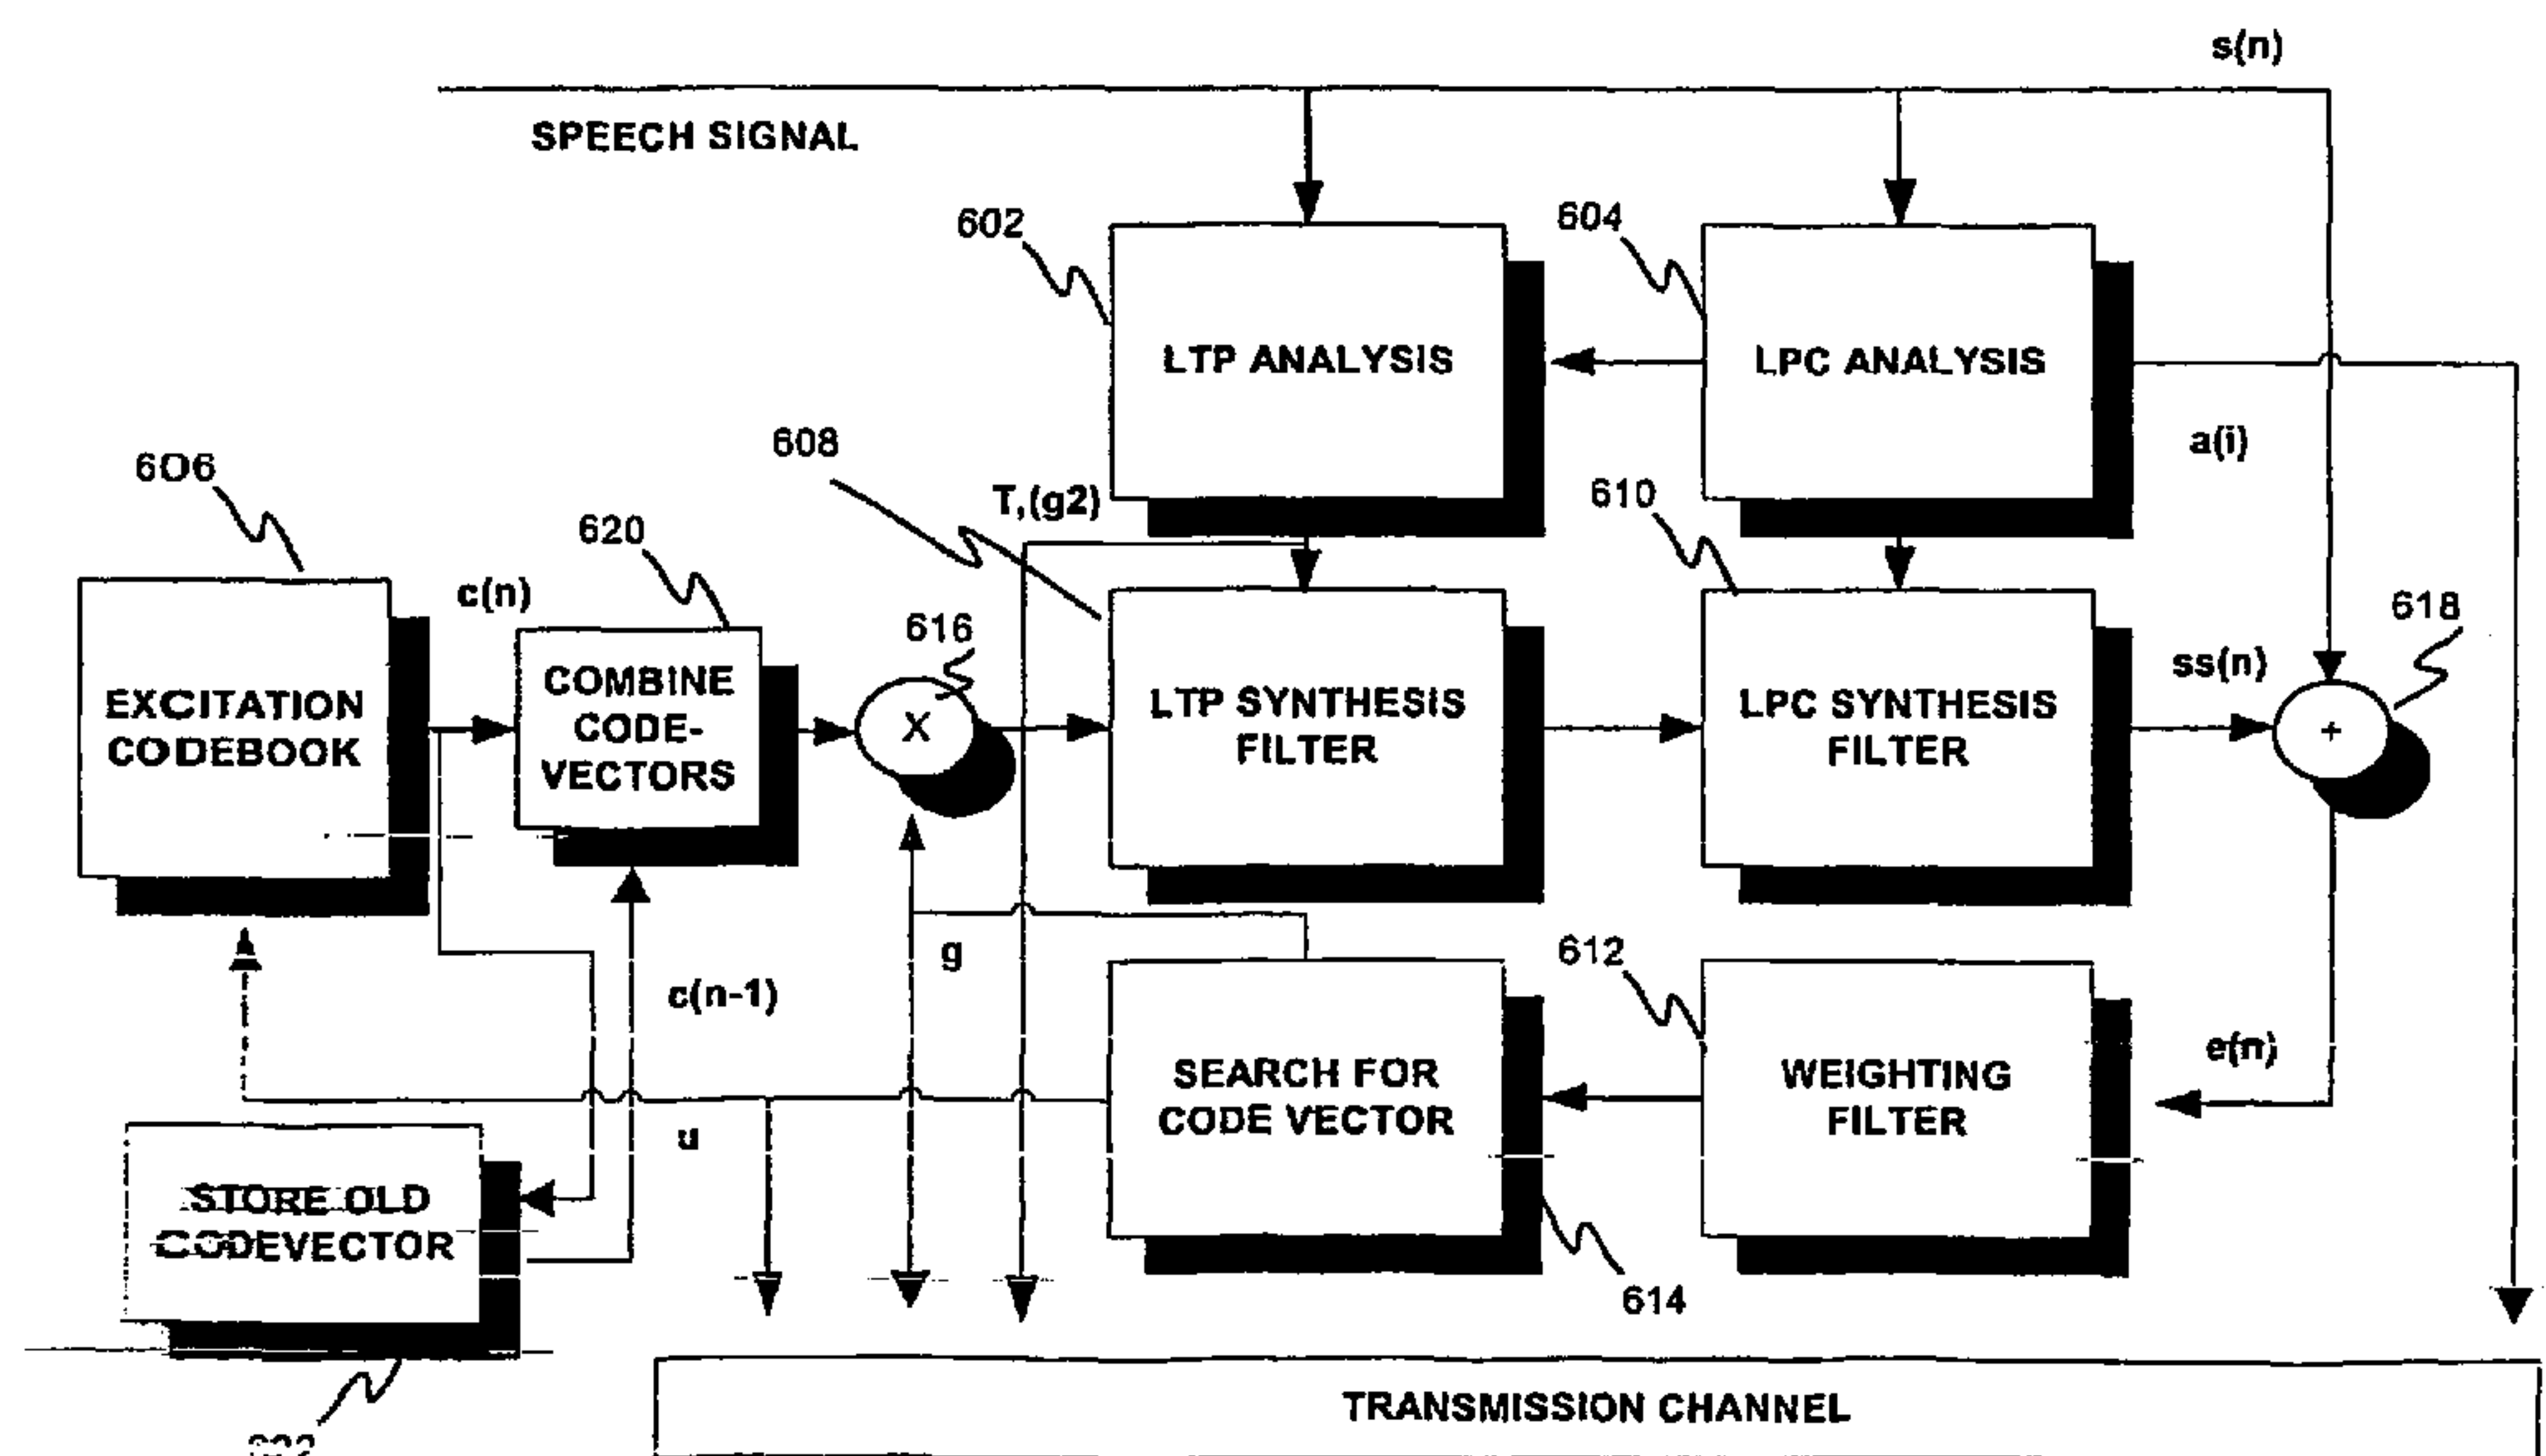 s(n)
SPEECH SIGNAL
602
604
LTP ANALYSIS
LPC ANALYSIS
a(i)
608
606
T,(g2)
610
620
c(n)
616
618
EXCITATION
CODEBOOK
COMBINE
CODE-
VECTORS
X
LTP SYNTHESIS
FILTER
LPC SYNTHESIS
FILTER
ss(n)
+
g
c(n-1)
612
e(n)
SEARCH FOR
CODE VECTOR
WEIGHTING
FILTER
u
STORE OLD
CODEVECTOR
614
TRANSMISSION CHANNEL